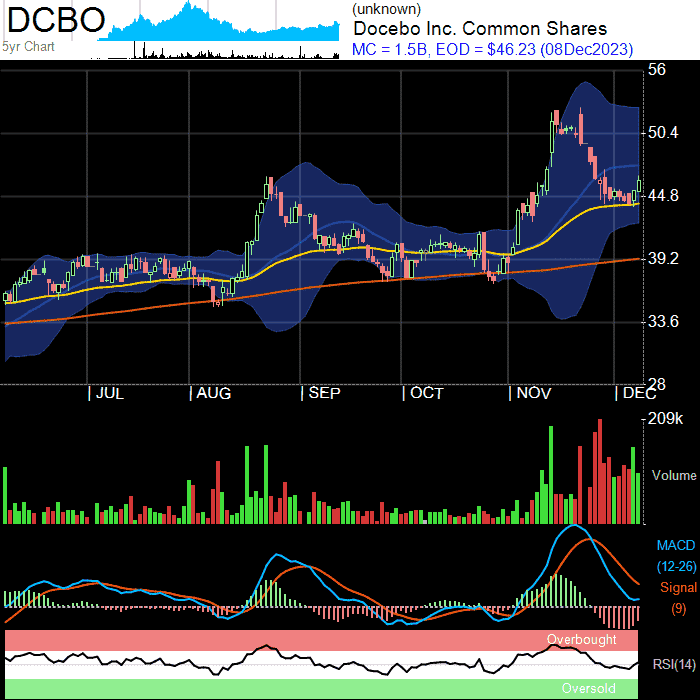 DCBO
5yr Chart
(unknown)
Docebo Inc. Common Shares
MC = 1.5B, EOD = $46.23 (08Dec2023)
56
50.4
44.8
39.2
33.6
28
JUL AUG SEP OCT NOV DEC
209k
Volume
MACD
(12-26)
Signal
(9)
Overbought
RSI(14)
Oversold